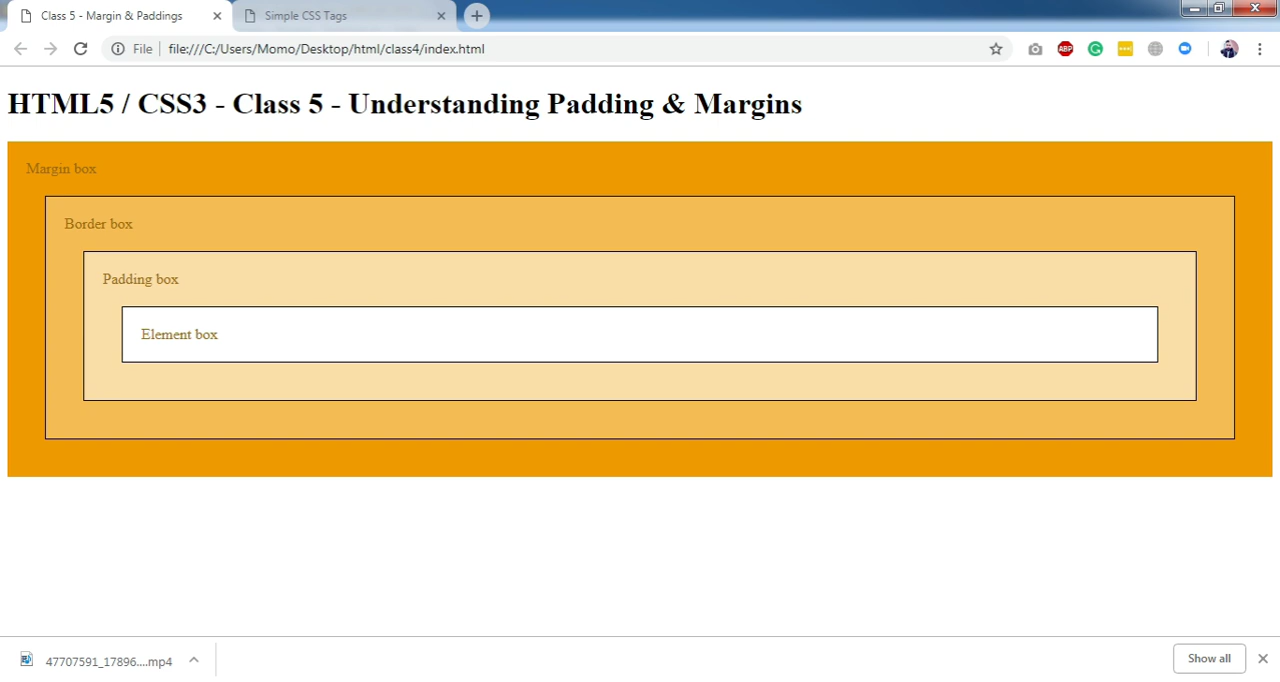 Class 5 - Margin & Paddings
Simple CSS Tags
File
file:///C:/Users/Momo/Desktop/html/class4/index.html
ABP
HTML5 / CSS3 - Class 5 - Understanding Padding & Margins
Margin box
Border box
Padding box
Element box
47707591_17896....mp4
Show all